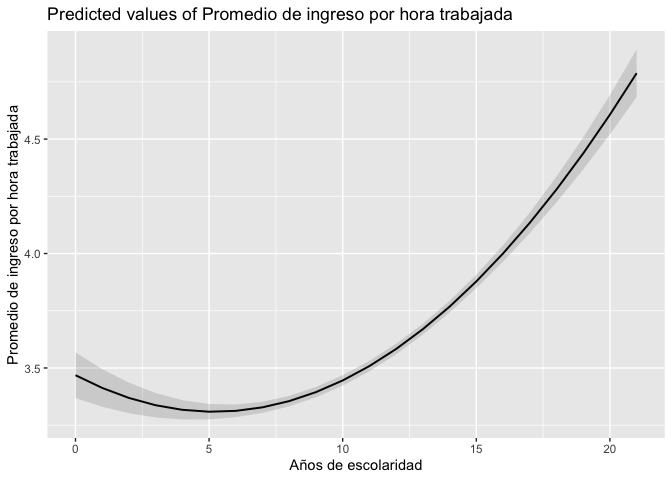 Predicted values of Promedio de ingreso por hora trabajada
Promedio de ingreso por hora trabajada
4.5
4.0
3.5
0
5
10
15
20
Años de escolaridad